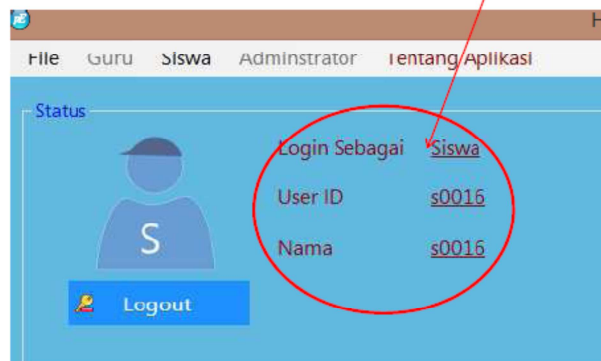 H
File Guru Siswa Adminstrator Tentang Aplikasi
Status
Login Sebagai Siswa
User ID s0016
S
Nama s0016
Logout